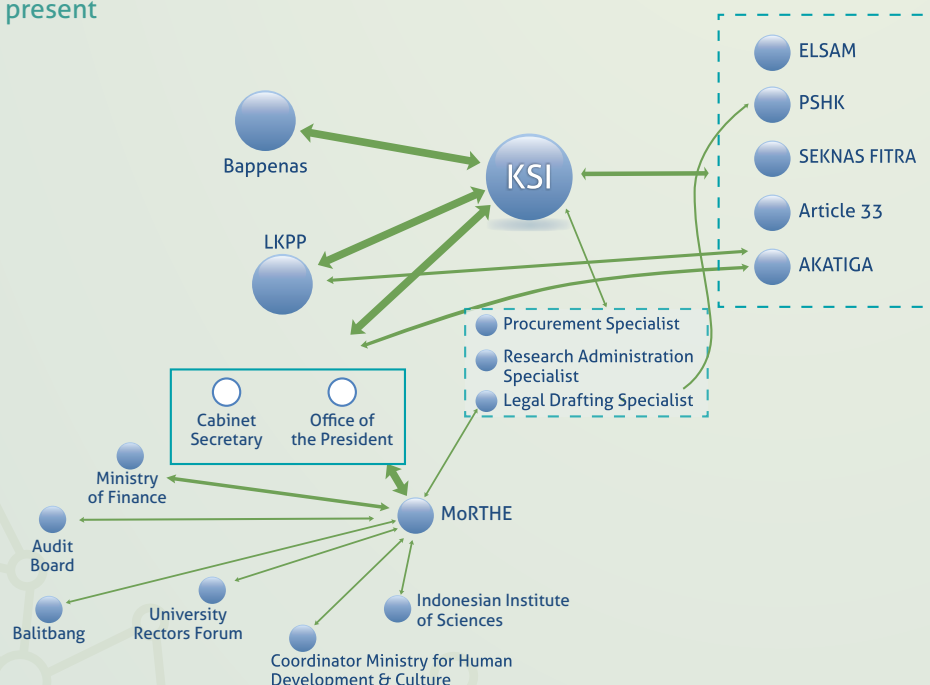 present
ELSAM
PSHK
SEKNAS FITRA
Article 33
AKATIGA
KSI
Bappenas
LKPP
Procurement Specialist
Research Administration
Specialist
Legal Drafting Specialist
Cabinet
Secretary
Office of
the President
Ministry
of Finance
MoRTHE
Audit
Board
Balitbang
University
Rectors Forum
Indonesian Institute
of Sciences
Coordinator Ministry for Human
Development & Culture